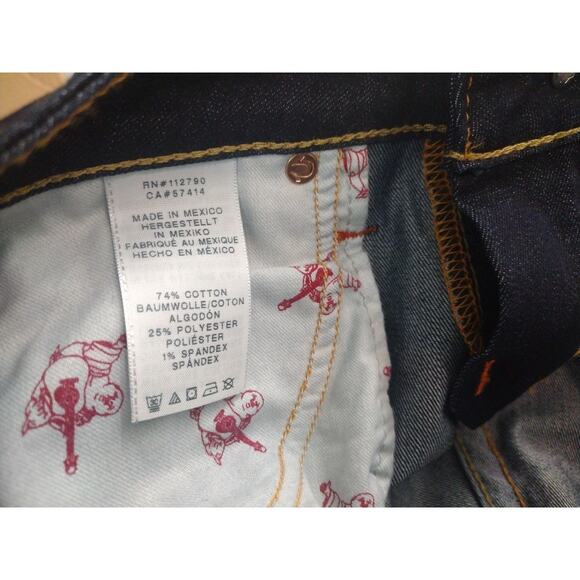 RN#112790
CA#57414
MADE IN MEXICO
HERGESTELLT
IN MEXIKO
FABRIQUÉ AU MEXIQUE
HECHO EN MÉXICO
74% COTTON
BAUMWOLLE/COTON
ALGODÓN
25% POLYESTER
POLIÉSTER
1% SPANDEX
SPÁNDEX